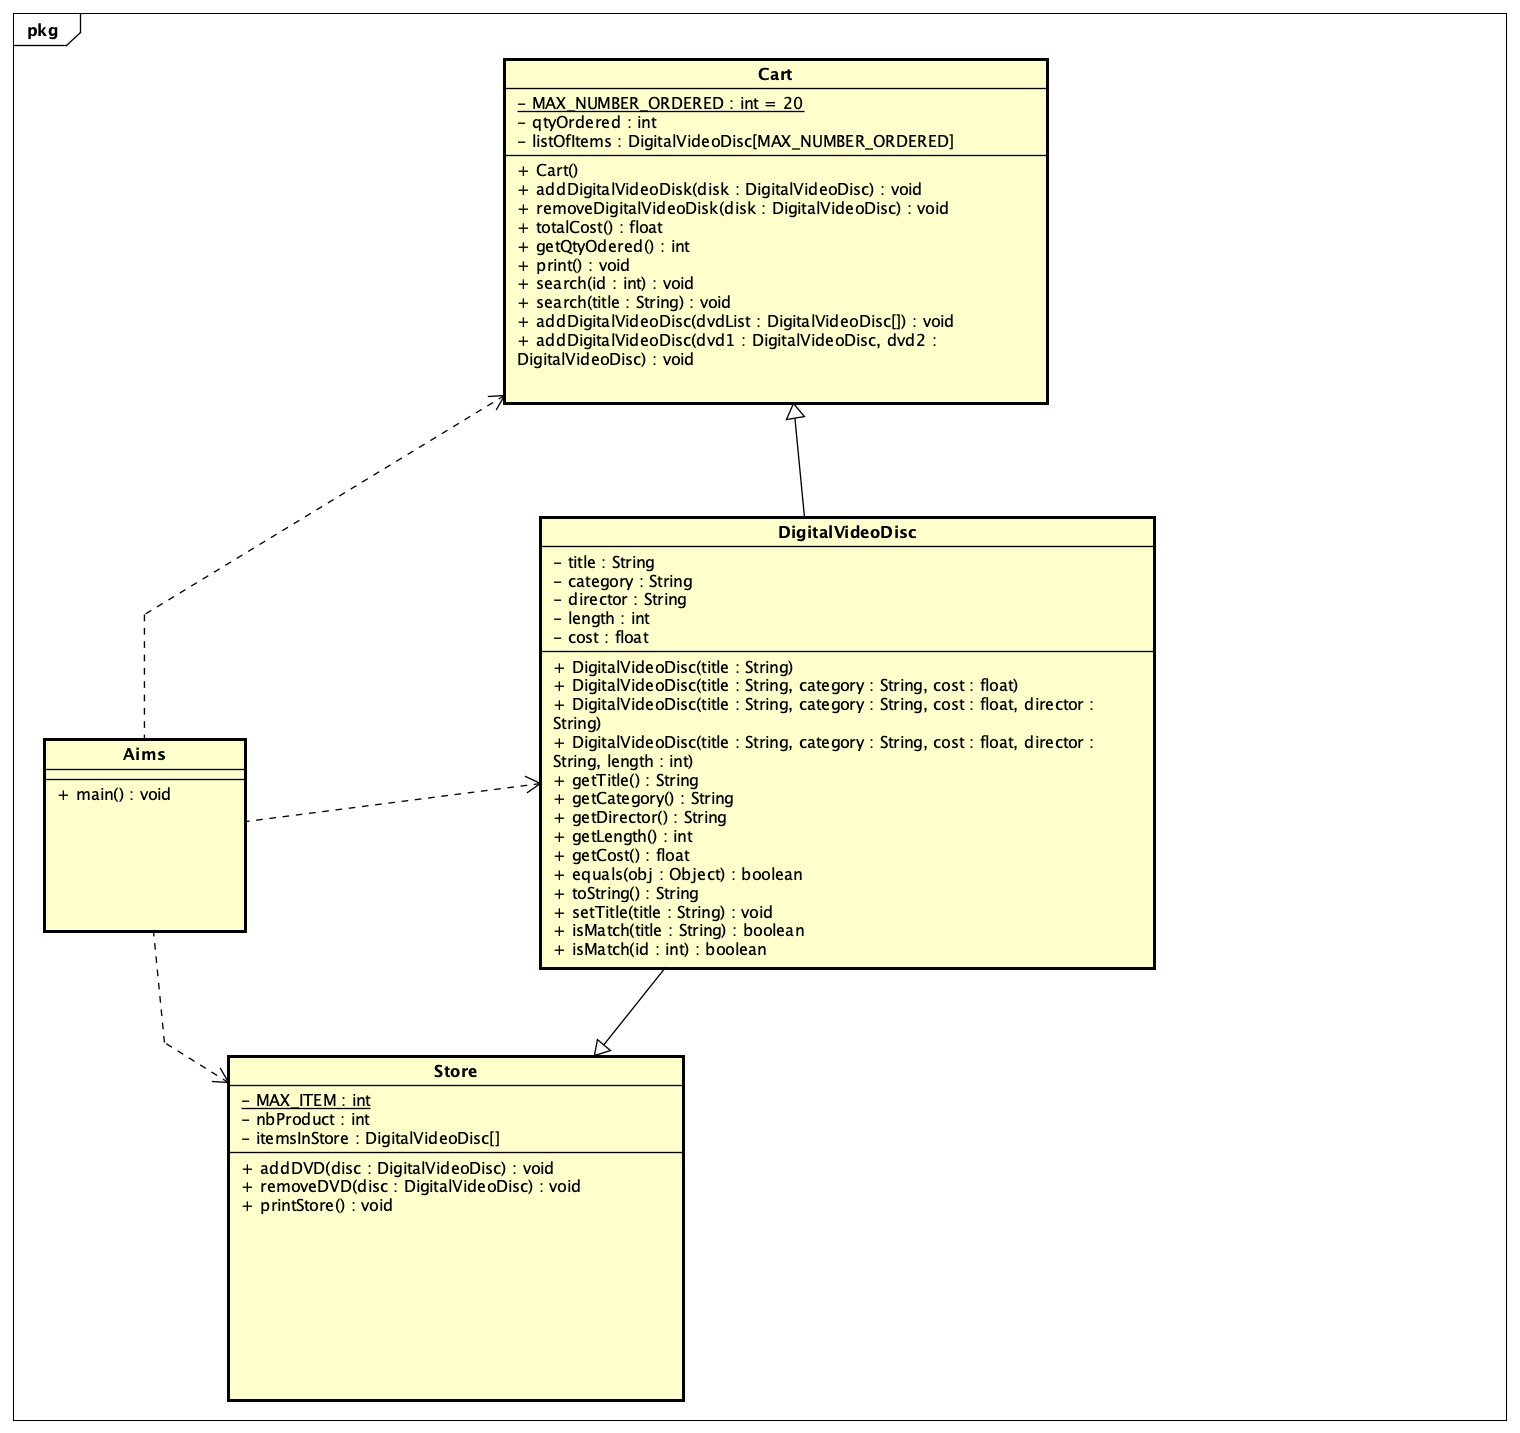 pkg
Cart
- MAX_NUMBER_ORDERED : int = 20
- qtyOrdered : int
- listOfItems : DigitalVideoDisc[MAX_NUMBER_ORDERED]
+ Cart()
+ addDigitalVideoDisk(disk : DigitalVideoDisc) : void
+ removeDigitalVideoDisk(disk : DigitalVideoDisc) : void
+ totalCost() : float
+ getQtyOdered() : int
+ print() : void
+ search(id : int) : void
+ search(title : String) : void
+ addDigitalVideoDisc(dvdList : DigitalVideoDisc[]) : void
+ addDigitalVideoDisc(dvd1 : DigitalVideoDisc, dvd2 :
DigitalVideoDisc) : void
DigitalVideoDisc
- title : String
- category : String
- director : String
- length : int
- cost : float
+ DigitalVideoDisc(title : String)
+ DigitalVideoDisc(title : String, category : String, cost : float)
+ DigitalVideoDisc(title : String, category : String, cost : float, director :
String)
+ DigitalVideoDisc(title : String, category : String, cost : float, director :
String, length : int)
+ getTitle() : String
+ getCategory() : String
+ getDirector() : String
+ getLength() : int
+ getCost() : float
+ equals(obj : Object) : boolean
+ toString() : String
+ setTitle(title : String) : void
+ isMatch(title : String) : boolean
+ isMatch(id : int) : boolean
Aims
+ main() : void
Store
- MAX_ITEM : int
- nbProduct : int
- itemsInStore : DigitalVideoDisc[]
+ addDVD(disc : DigitalVideoDisc) : void
+ removeDVD(disc : DigitalVideoDisc) : void
+ printStore() : void